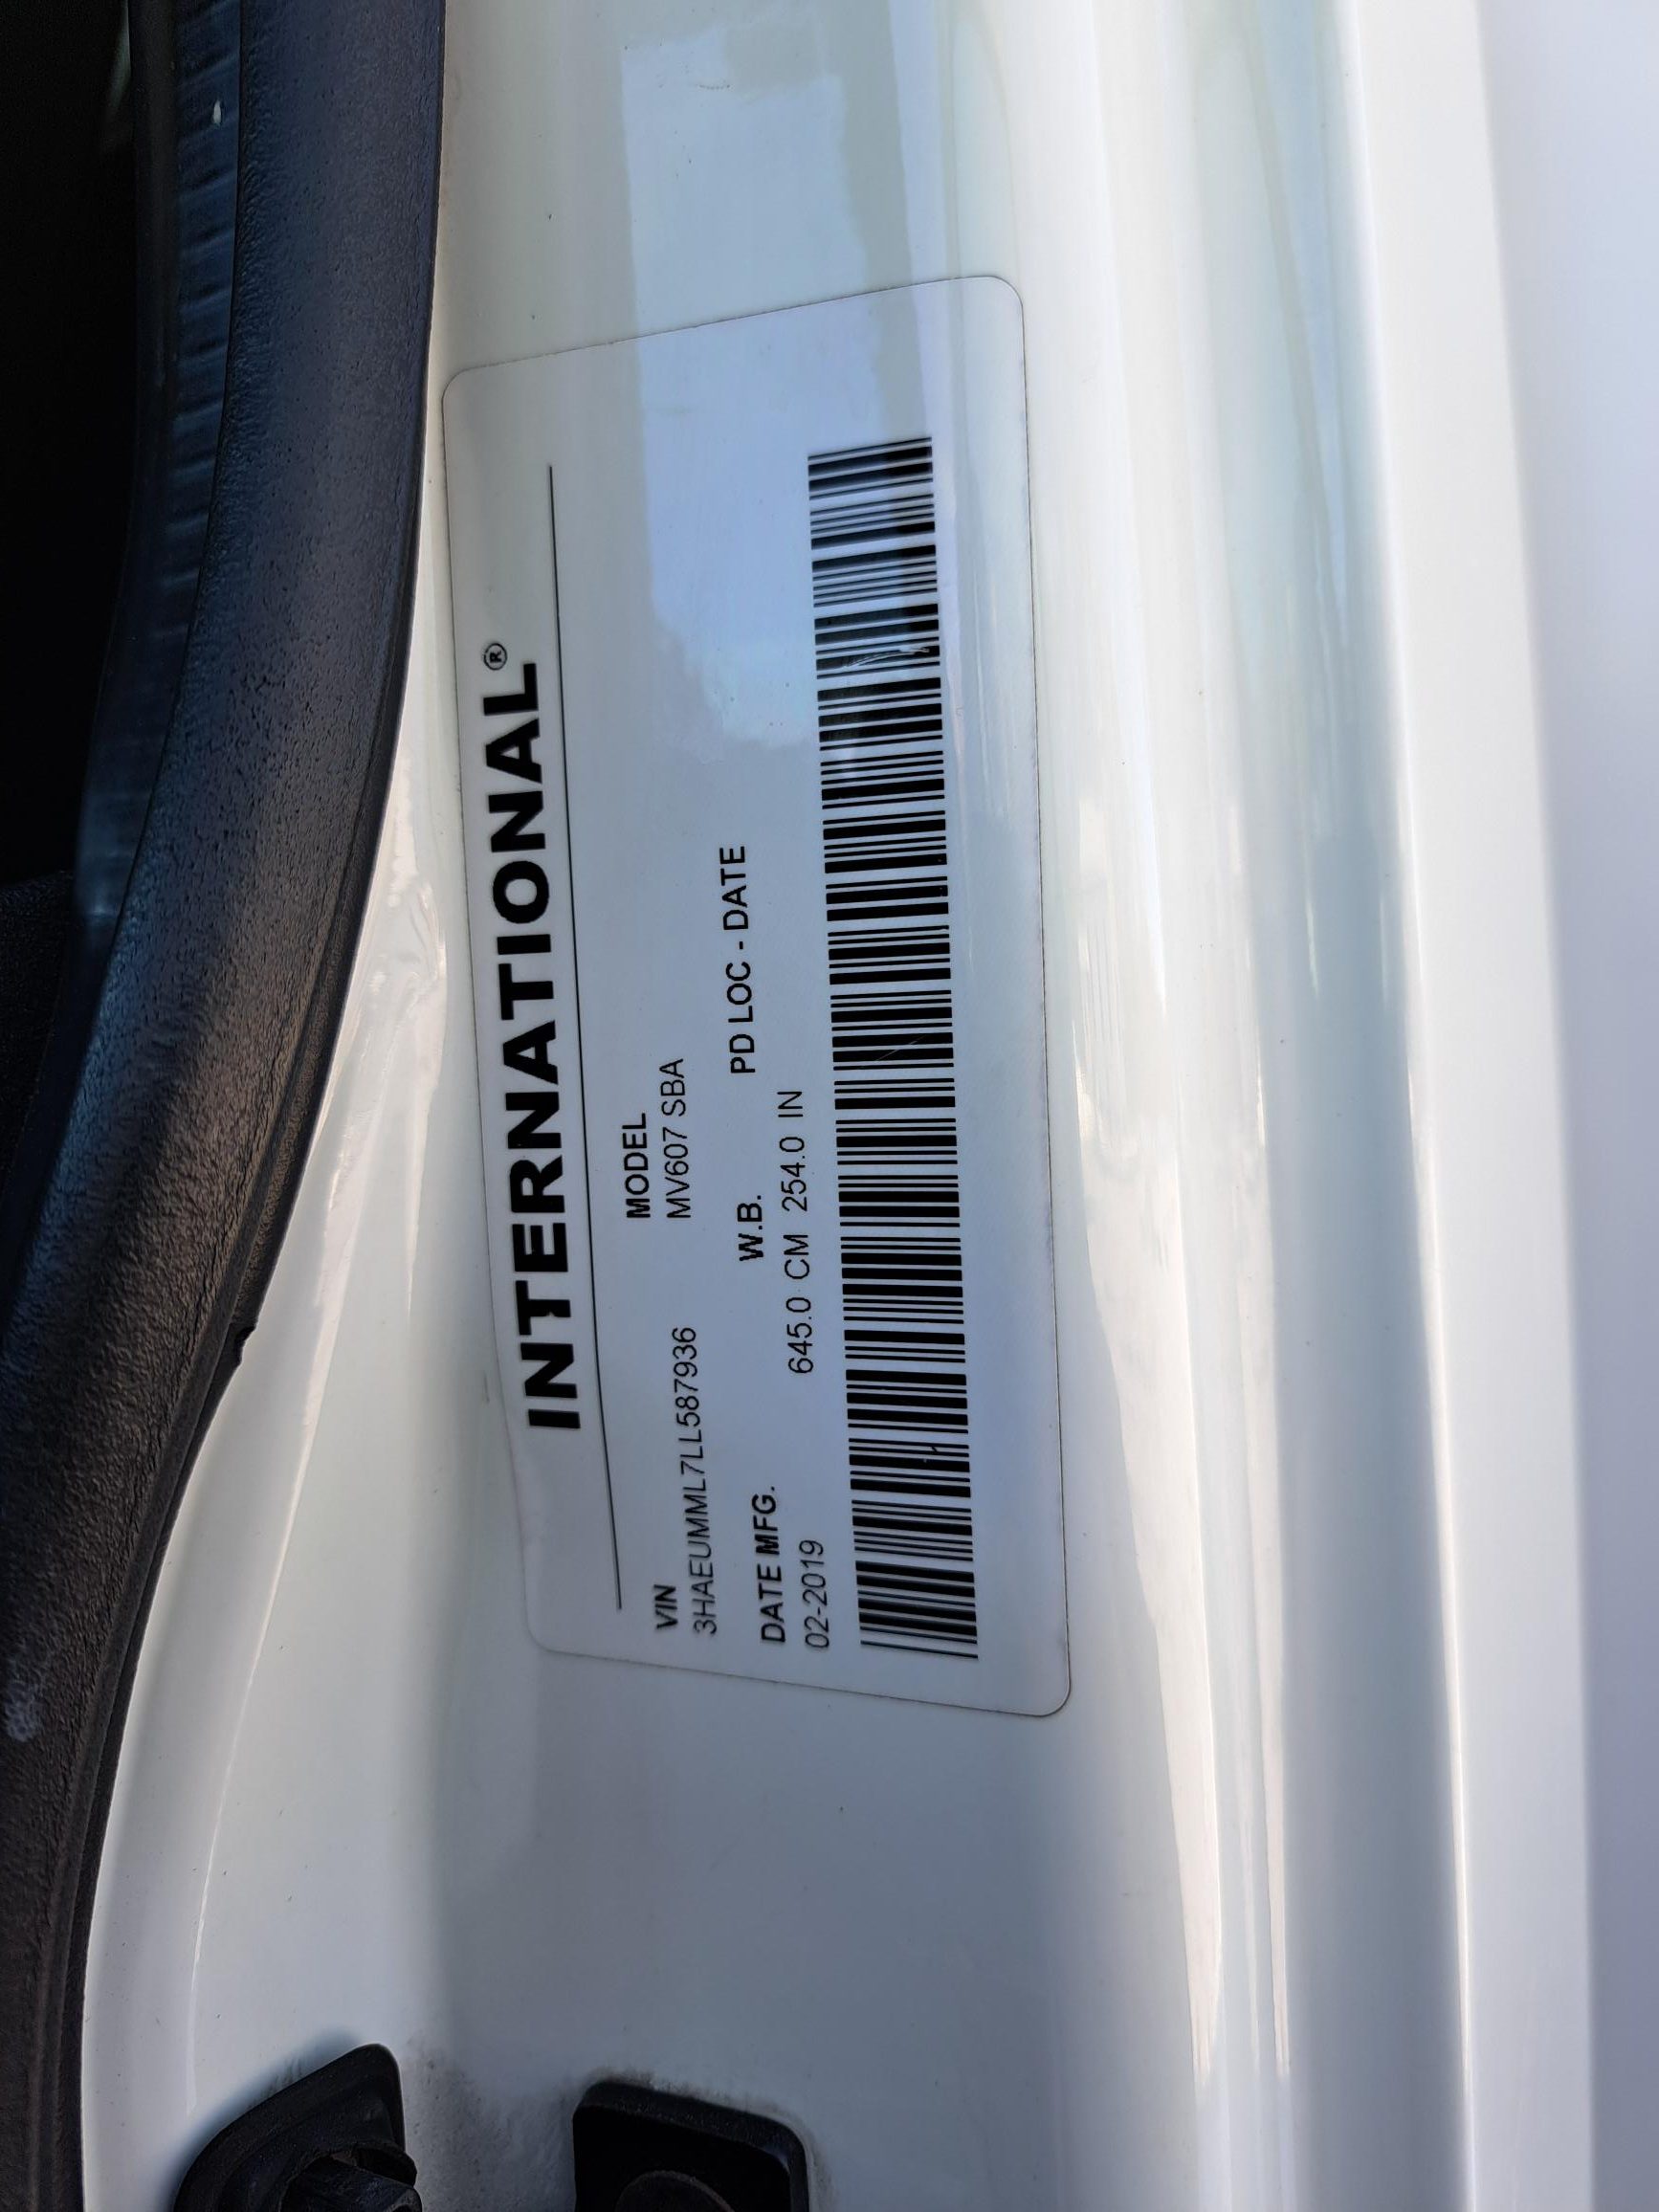 INTERNATIONAL®
VIN MODEL
3HAEUMML7LL587936 MV607 SBA
DATE MFG. W.B. PD LOC - DATE
02-2019 645.0 CM 254.0 IN